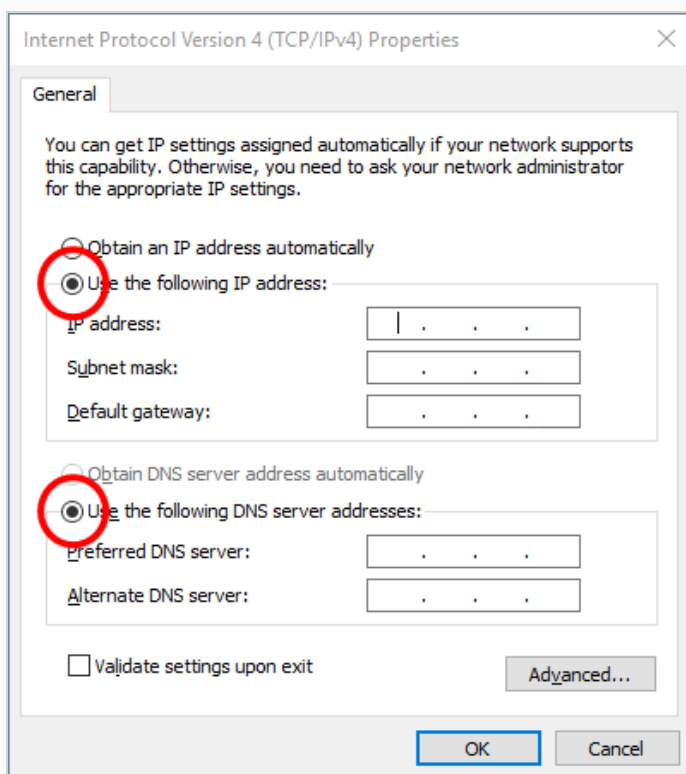 Internet Protocol Version 4 (TCP/IPv4) Properties
General
You can get IP settings assigned automatically if your network supports
this capability. Otherwise, you need to ask your network administrator
for the appropriate IP settings.
Obtain an IP address automatically
Use the following IP address:
IP address:
Subnet mask:
Default gateway:
Obtain DNS server address automatically
Use the following DNS server addresses:
Preferred DNS server:
Alternate DNS server:
Validate settings upon exit
Advanced...
OK Cancel